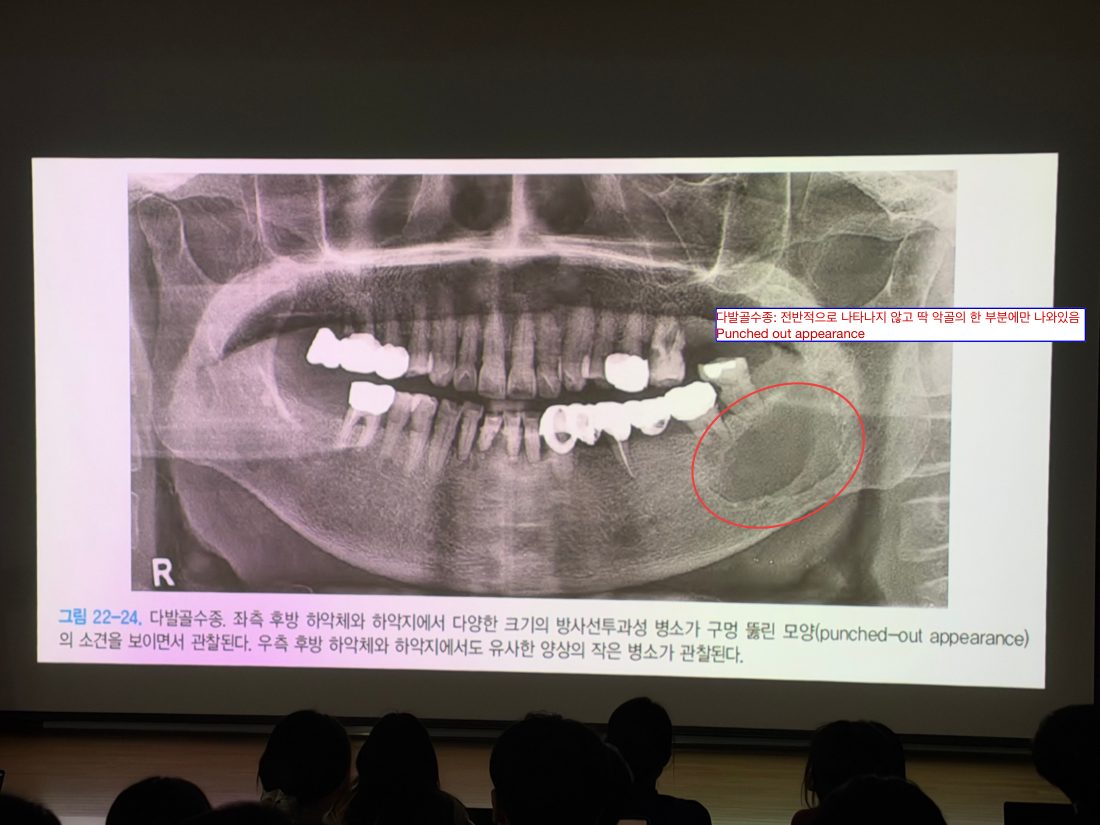 다발골수종: 전반적으로 나타나지 않고 딱 악골의 한 부분에만 나와있음
Punched out appearance
R
그림 22-24. 다발골수종. 좌측 후방 하악체와 하악지에서 다양한 크기의 방사선투과성 병소가 구멍 뚫린 모양(punched-out appearance)
의 소견을 보이면서 관찰된다. 우측 후방 하악체와 하악지에서도 유사한 양상의 작은 병소가 관찰된다.